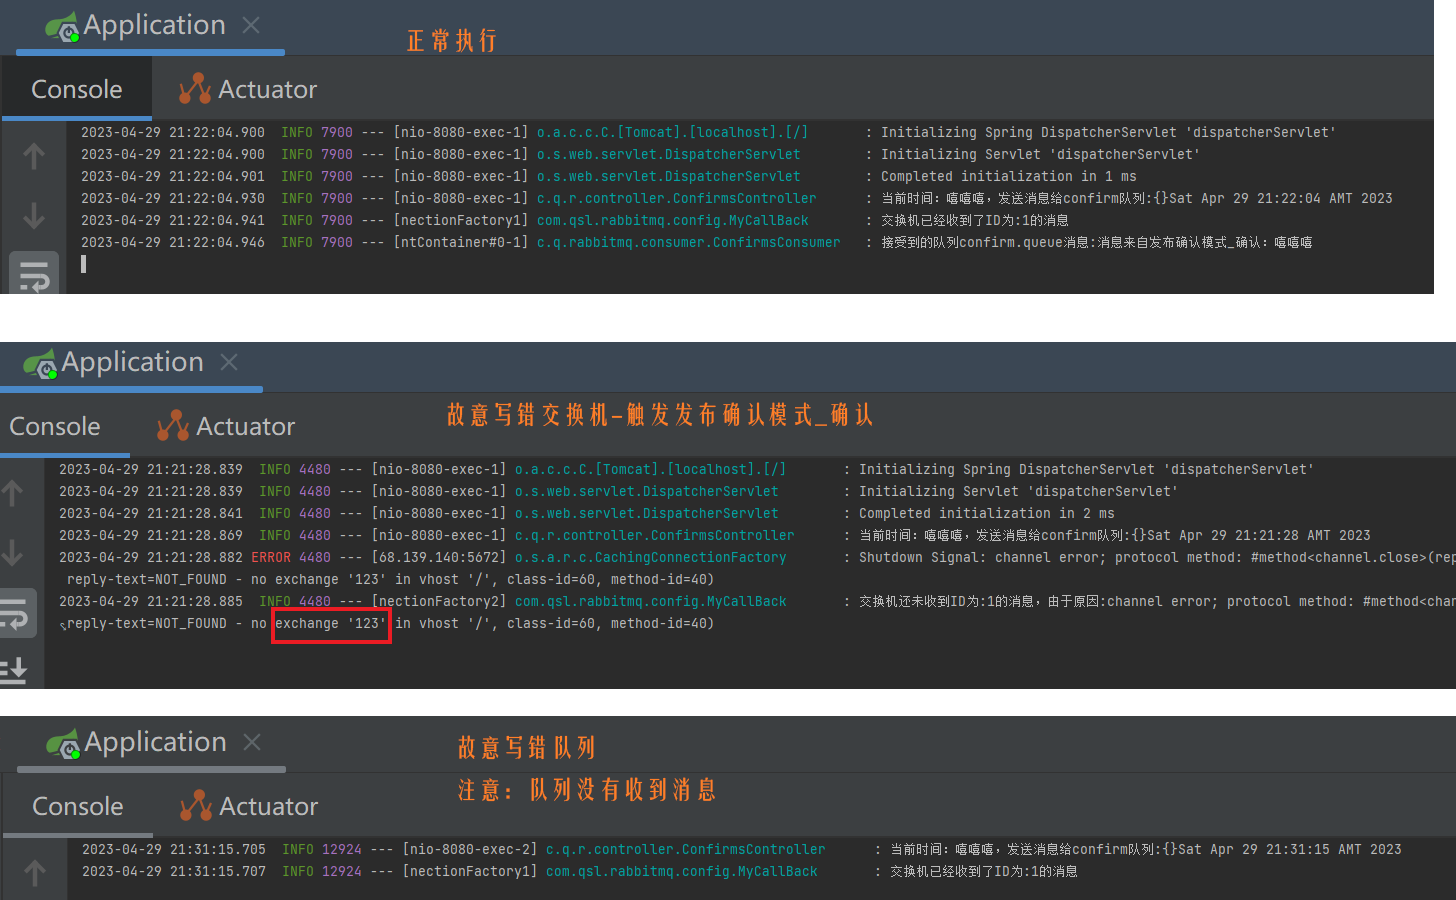 Application
正常执行
Console
Actuator
2023-04-29 21:22:04.900  INFO 7900 --- [nio-8080-exec-1] o.a.c.c.C.[Tomcat].[localhost].[/]       : Initializing Spring DispatcherServlet 'dispatcherServlet'
2023-04-29 21:22:04.900  INFO 7900 --- [nio-8080-exec-1] o.s.web.servlet.DispatcherServlet        : Initializing Servlet 'dispatcherServlet'
2023-04-29 21:22:04.901  INFO 7900 --- [nio-8080-exec-1] o.s.web.servlet.DispatcherServlet        : Completed initialization in 1 ms
2023-04-29 21:22:04.930  INFO 7900 --- [nio-8080-exec-1] c.q.r.controller.ConfirmsController      : 当前时间：嘻嘻嘻，发送消息给confirm队列:{}Sat Apr 29 21:22:04 AMT 2023
2023-04-29 21:22:04.941  INFO 7900 --- [nectionFactory1] com.qsl.rabbitmq.config.MyCallBack       : 交换机已经收到了ID为:1的消息
2023-04-29 21:22:04.946  INFO 7900 --- [ntContainer#0-1] c.q.rabbitmq.consumer.ConfirmsConsumer   : 接受到的队列confirm.queue消息:消息来自发布确认模式_确认：嘻嘻嘻
Application
故意写错交换机-触发发布确认模式_确认
Console
Actuator
2023-04-29 21:21:28.839  INFO 4480 --- [nio-8080-exec-1] o.a.c.c.C.[Tomcat].[localhost].[/]       : Initializing Spring DispatcherServlet 'dispatcherServlet'
2023-04-29 21:21:28.839  INFO 4480 --- [nio-8080-exec-1] o.s.web.servlet.DispatcherServlet        : Initializing Servlet 'dispatcherServlet'
2023-04-29 21:21:28.841  INFO 4480 --- [nio-8080-exec-1] o.s.web.servlet.DispatcherServlet        : Completed initialization in 2 ms
2023-04-29 21:21:28.869  INFO 4480 --- [nio-8080-exec-1] c.q.r.controller.ConfirmsController      : 当前时间：嘻嘻嘻，发送消息给confirm队列:{}Sat Apr 29 21:21:28 AMT 2023
2023-04-29 21:21:28.882 ERROR 4480 --- [68.139.140:5672] o.s.a.r.c.CachingConnectionFactory       : Shutdown Signal: channel error; protocol method: #method<channel.close>(rep
reply-text=NOT_FOUND - no exchange '123' in vhost '/', class-id=60, method-id=40)
2023-04-29 21:21:28.885  INFO 4480 --- [nectionFactory2] com.qsl.rabbitmq.config.MyCallBack       : 交换机还未收到ID为:1的消息，由于原因:channel error; protocol method: #method<chan
reply-text=NOT_FOUND - no exchange '123' in vhost '/', class-id=60, method-id=40)
Application
故意写错队列
注意：队列没有收到消息
Console
Actuator
2023-04-29 21:31:15.705  INFO 12924 --- [nio-8080-exec-2] c.q.r.controller.ConfirmsController      : 当前时间：嘻嘻嘻，发送消息给confirm队列:{}Sat Apr 29 21:31:15 AMT 2023
2023-04-29 21:31:15.707  INFO 12924 --- [nectionFactory1] com.qsl.rabbitmq.config.MyCallBack       : 交换机已经收到了ID为:1的消息